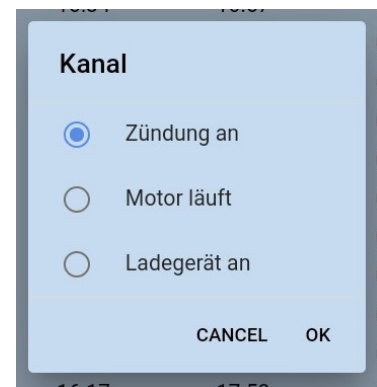 Kanal
Zündung an
Motor läuft
Ladegerät an
CANCEL OK